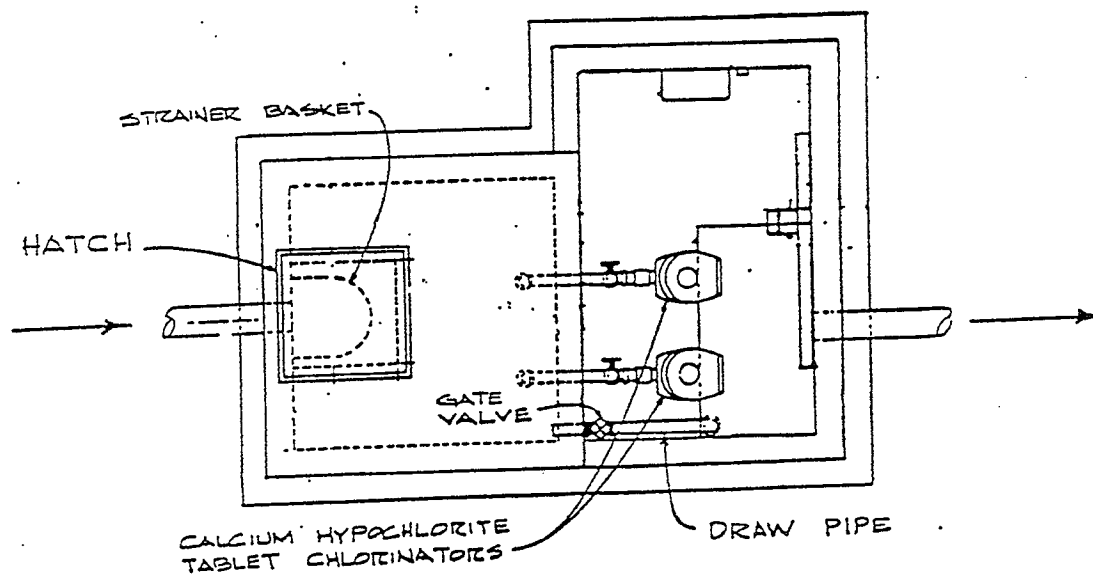 STRAINER BASKET
HATCH
GATE
VALVE
CALCIUM HYPOCHLORITE
TABLET CHLORINATORS
DRAW PIPE